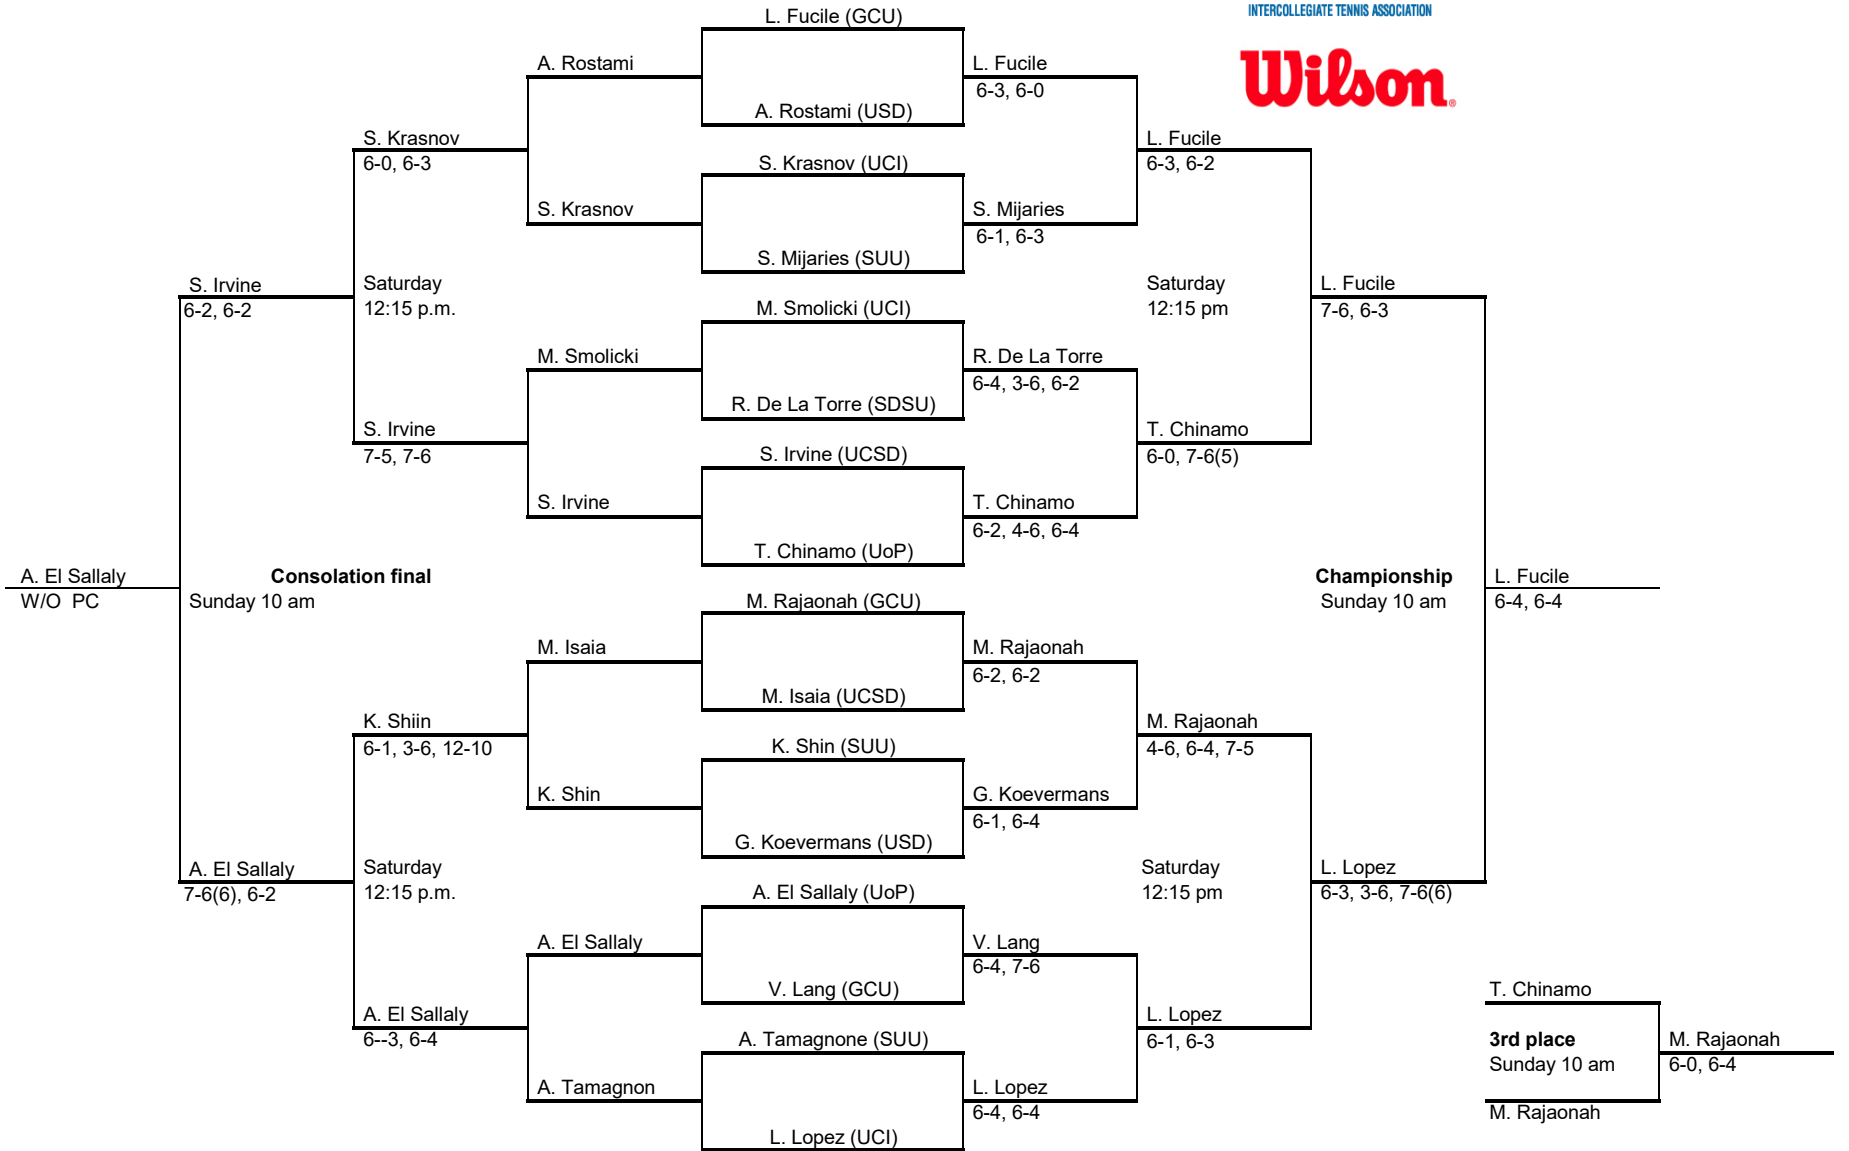 INTERCOLLEGIATE TENNIS ASSOCIATION
Wilson®
L. Fucile (GCU)
A. Rostami
L. Fucile
6-3, 6-0
A. Rostami (USD)
S. Krasnov
L. Fucile
6-0, 6-3
S. Krasnov (UCI)
6-3, 6-2
S. Krasnov
S. Mijaries
6-1, 6-3
S. Mijaries (SUU)
S. Irvine
Saturday
Saturday
L. Fucile
6-2, 6-2
12:15 p.m.
M. Smolicki (UCI)
12:15 pm
7-6, 6-3
M. Smolicki
R. De La Torre
6-4, 3-6, 6-2
R. De La Torre (SDSU)
S. Irvine
T. Chinamo
7-5, 7-6
S. Irvine (UCSD)
6-0, 7-6(5)
S. Irvine
T. Chinamo
6-2, 4-6, 6-4
T. Chinamo (UoP)
A. El Sallaly
Consolation final
Championship
L. Fucile
W/O  PC
Sunday 10 am
M. Rajaonah (GCU)
Sunday 10 am
6-4, 6-4
M. Isaia
M. Rajaonah
6-2, 6-2
M. Isaia (UCSD)
K. Shiin
M. Rajaonah
6-1, 3-6, 12-10
K. Shin (SUU)
4-6, 6-4, 7-5
K. Shin
G. Koevermans
6-1, 6-4
G. Koevermans (USD)
A. El Sallaly
Saturday
Saturday
L. Lopez
7-6(6), 6-2
12:15 p.m.
A. El Sallaly (UoP)
12:15 pm
6-3, 3-6, 7-6(6)
A. El Sallaly
V. Lang
6-4, 7-6
V. Lang (GCU)
T. Chinamo
A. El Sallaly
L. Lopez
6--3, 6-4
A. Tamagnone (SUU)
6-1, 6-3
3rd place
M. Rajaonah
Sunday 10 am
6-0, 6-4
A. Tamagnon
L. Lopez
6-4, 6-4
M. Rajaonah
L. Lopez (UCI)